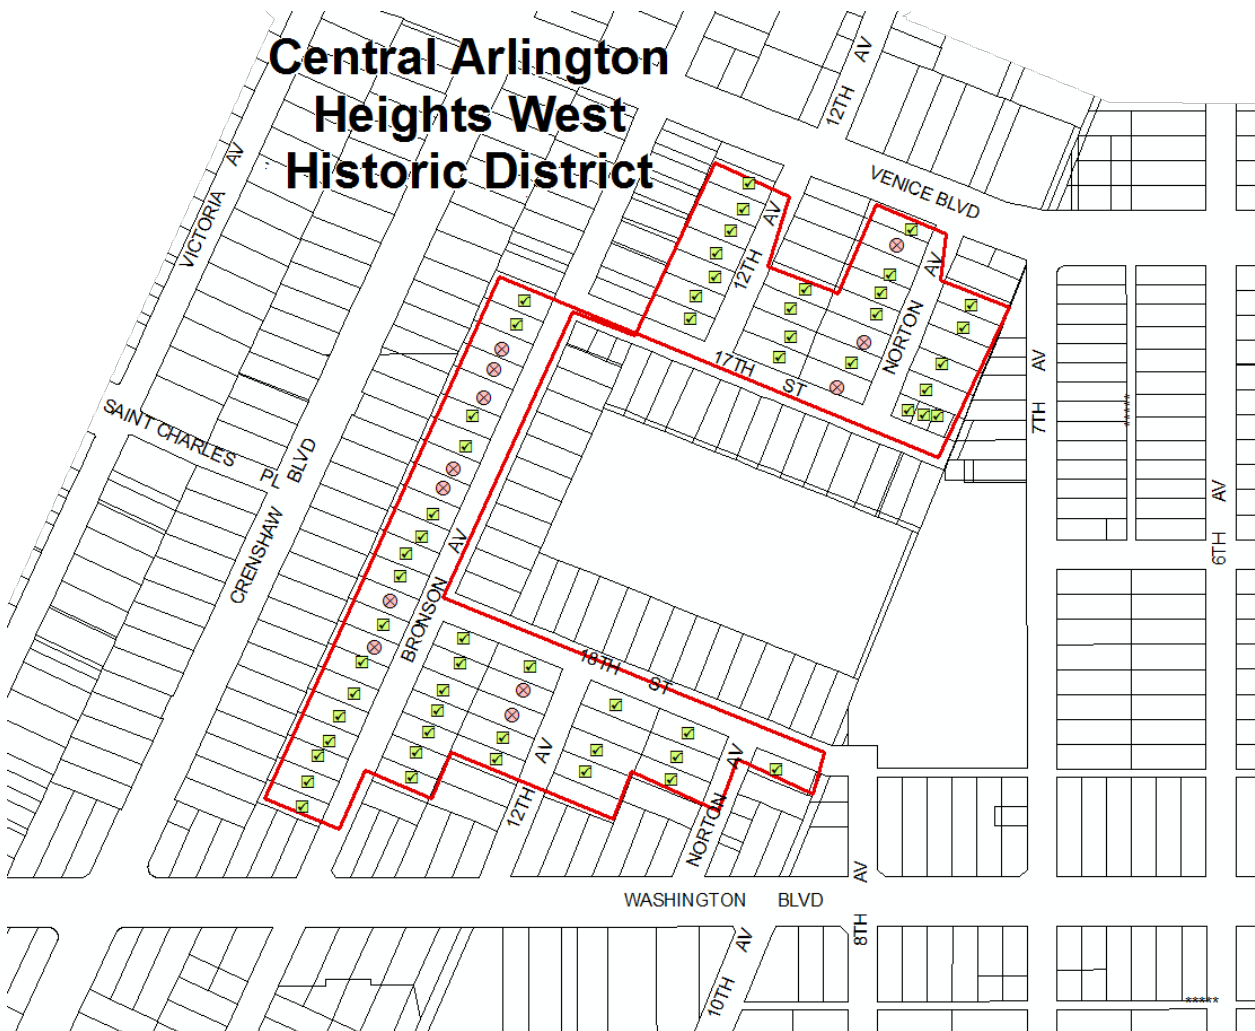 Central Arlington
Heights West
Historic District
12TH AV
VICTORIA AV
VENICE BLVD
12TH AV
NORTON AV
17TH ST
7TH AV
*****
SAINT CHARLES PL
CRENSHAW BLVD
6TH AV
BRONSON AV
18TH ST
12TH AV
NORTON AV
WASHINGTON BLVD
8TH AV
10TH AV
*****